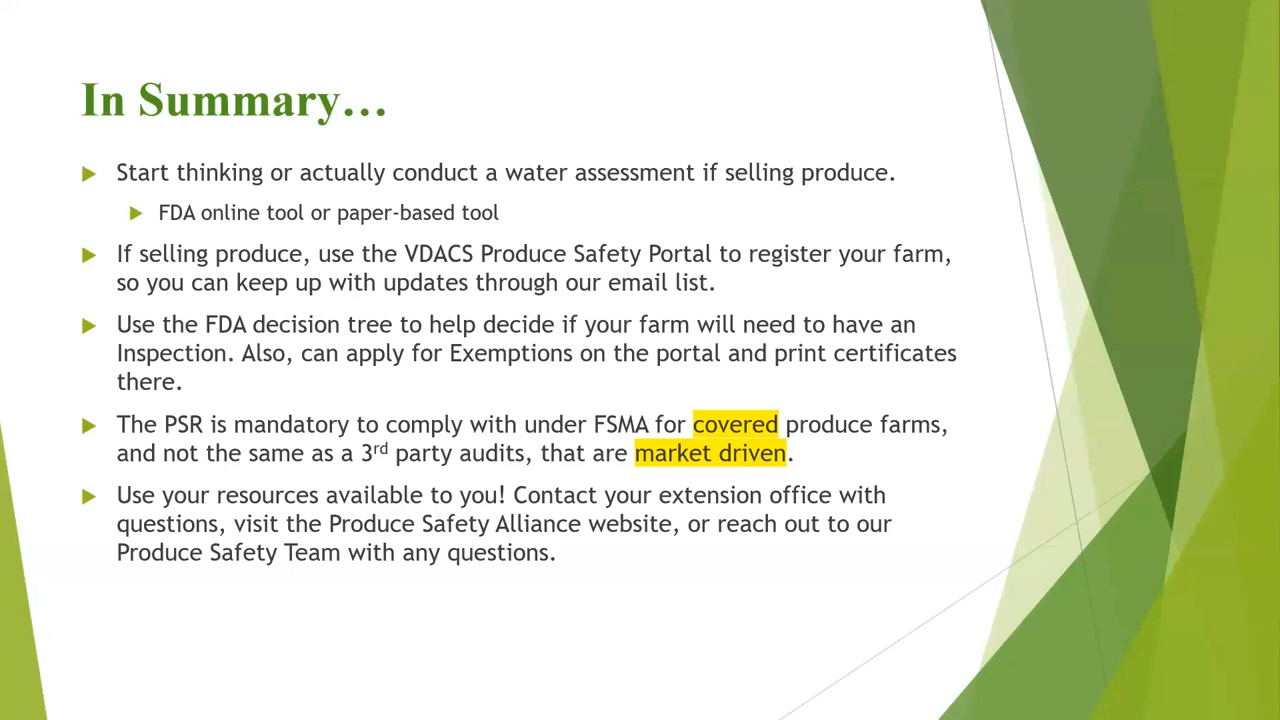 In Summary…
Start thinking or actually conduct a water assessment if selling produce.
FDA online tool or paper-based tool
If selling produce, use the VDACS Produce Safety Portal to register your farm,
so you can keep up with updates through our email list.
Use the FDA decision tree to help decide if your farm will need to have an
Inspection. Also, can apply for Exemptions on the portal and print certificates
there.
The PSR is mandatory to comply with under FSMA for covered produce farms,
and not the same as a 3rd party audits, that are market driven.
Use your resources available to you! Contact your extension office with
questions, visit the Produce Safety Alliance website, or reach out to our
Produce Safety Team with any questions.